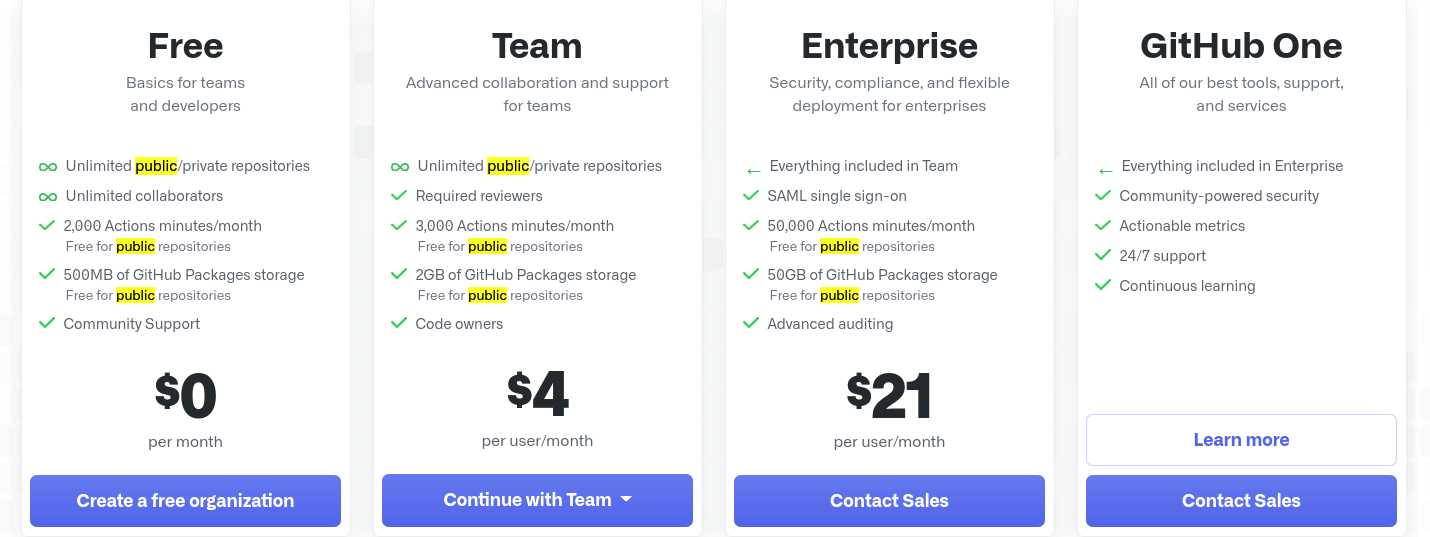 Free
Basics for teams
and developers
Unlimited public/private repositories
Unlimited collaborators
2,000 Actions minutes/month
Free for public repositories
500MB of GitHub Packages storage
Free for public repositories
Community Support
$0
per month
Create a free organization
Team
Advanced collaboration and support
for teams
Unlimited public/private repositories
Required reviewers
3,000 Actions minutes/month
Free for public repositories
2GB of GitHub Packages storage
Free for public repositories
Code owners
$4
per user/month
Continue with Team
Enterprise
Security, compliance, and flexible
deployment for enterprises
Everything included in Team
SAML single sign-on
50,000 Actions minutes/month
Free for public repositories
50GB of GitHub Packages storage
Free for public repositories
Advanced auditing
$21
per user/month
Contact Sales
GitHub One
All of our best tools, support,
and services
Everything included in Enterprise
Community-powered security
Actionable metrics
24/7 support
Continuous learning
Learn more
Contact Sales